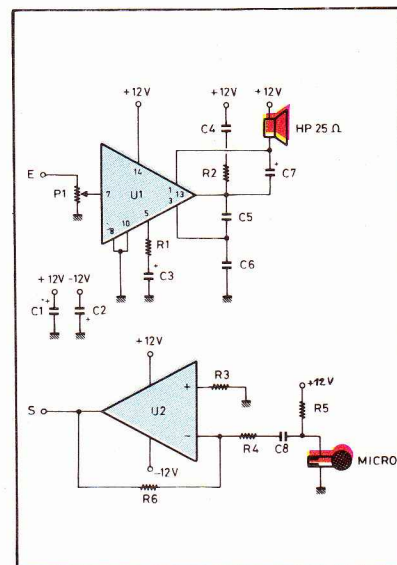 +12V
+12V
+12V
C4
HP 25 Ω
14
E
P1
7
U1
1
13
3
R2
+
C7
8
10
5
R1
C5
C6
+
C3
+12V
-12V
+
C1
C2
+
+12V
+
R3
+12V
S
U2
R5
-
R4
C8
-12V
MICRO
R6